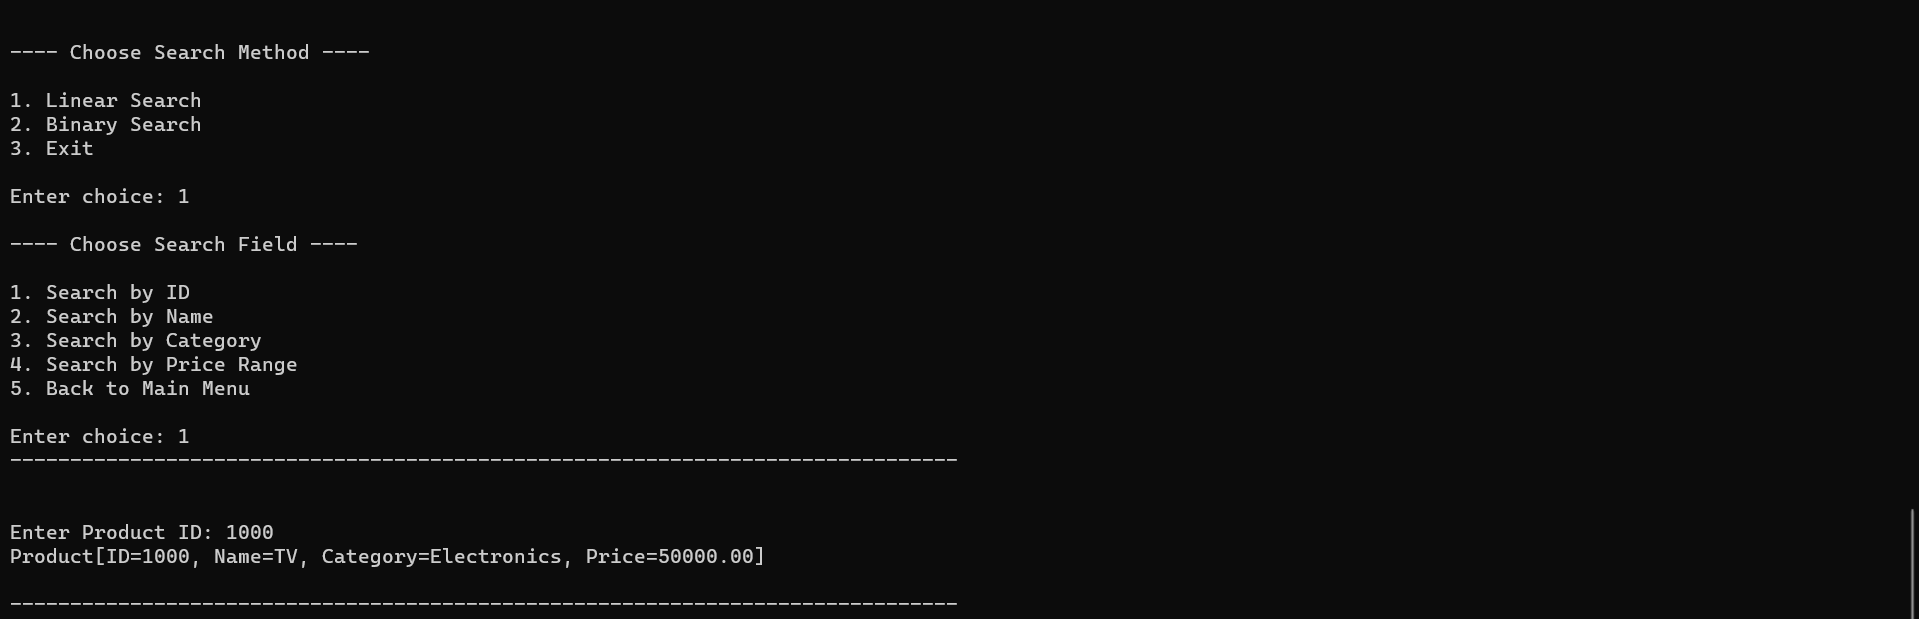 ---- Choose Search Method ----
1. Linear Search
2. Binary Search
3. Exit
Enter choice: 1
---- Choose Search Field ----
1. Search by ID
2. Search by Name
3. Search by Category
4. Search by Price Range
5. Back to Main Menu
Enter choice: 1
-------------------------------------------------------------------------------
Enter Product ID: 1000
Product[ID=1000, Name=TV, Category=Electronics, Price=50000.00]
-------------------------------------------------------------------------------